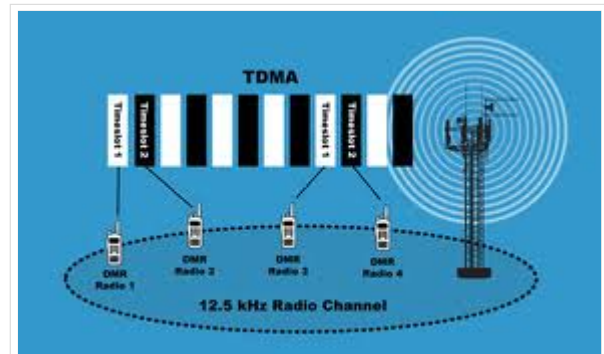 TDMA
Timeslot 1
Timeslot 2
Timeslot 1
Timeslot 2
DMR
Radio 1
DMR
Radio 2
DMR
Radio 3
DMR
Radio 4
12.5 kHz Radio Channel